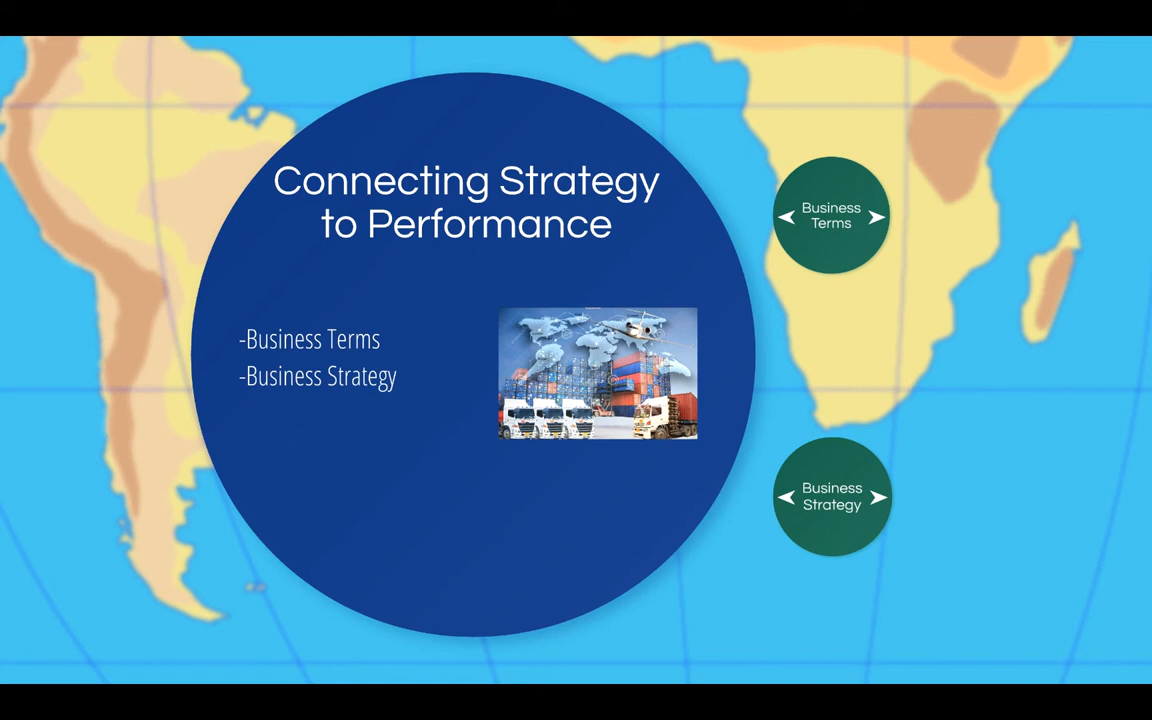 Connecting Strategy
to Performance
-Business Terms
-Business Strategy
Business
Terms
Business
Strategy